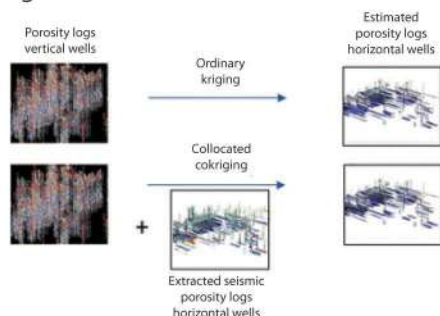 Porosity logs
vertical wells
Ordinary
kriging
Estimated
porosity logs
horizontal wells
Collocated
cokriging
+
Extracted seismic
porosity logs
horizontal wells